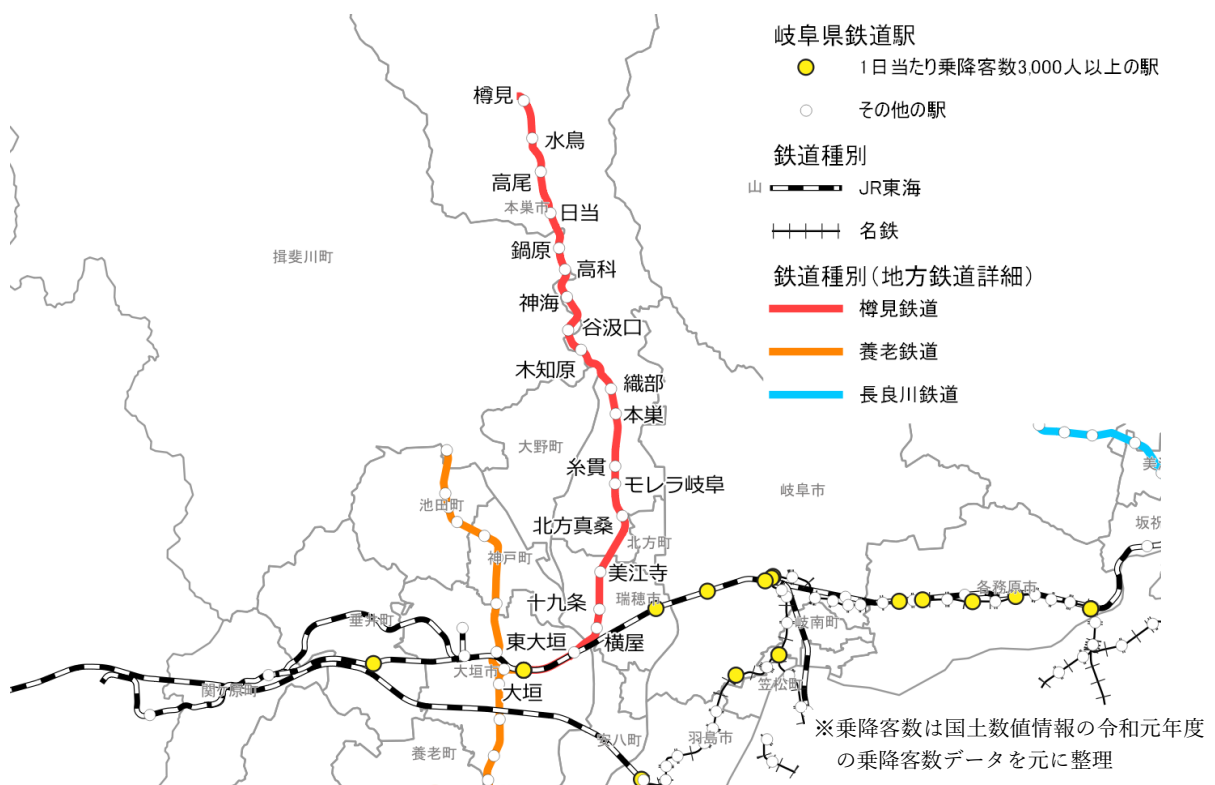 岐阜県鉄道駅
1日当たり乗降客数3,000人以上の駅
その他の駅
鉄道種別
山
JR東海
名鉄
鉄道種別(地方鉄道詳細)
樽見鉄道
養老鉄道
長良川鉄道
樽見
水鳥
高尾
本巣市
日当
鍋原
揖斐川町
高科
神海
谷汲口
木知原
織部
本巣
大野町
糸貫
モレラ岐阜
岐阜市
池田町
坂祝
北方真桑
北方町
神戸町
美江寺
各務原市
十九条
瑞穂市
垂井町
岐南町
東大垣
横屋
大垣市
大垣
関ケ原町
笠松町
養老町
安八町
羽島市
※乗降客数は国土数値情報の令和元年度
の乗降客数データを元に整理